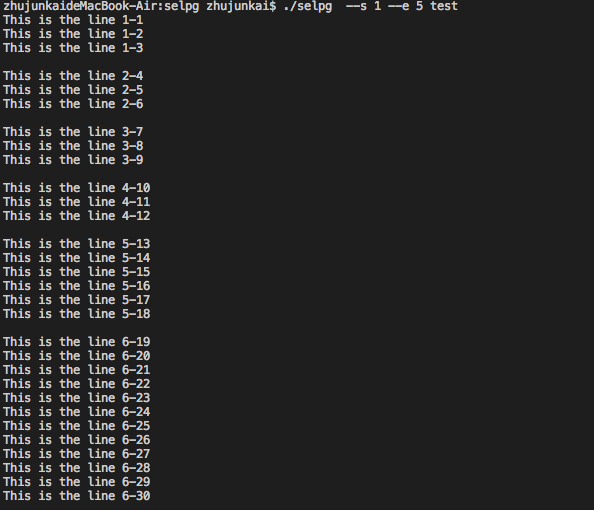 zhujunkaideMacBook-Air:selpg zhujunkai$ ./selpg  --s 1 --e 5 test
This is the line 1-1
This is the line 1-2
This is the line 1-3

This is the line 2-4
This is the line 2-5
This is the line 2-6

This is the line 3-7
This is the line 3-8
This is the line 3-9

This is the line 4-10
This is the line 4-11
This is the line 4-12

This is the line 5-13
This is the line 5-14
This is the line 5-15
This is the line 5-16
This is the line 5-17
This is the line 5-18

This is the line 6-19
This is the line 6-20
This is the line 6-21
This is the line 6-22
This is the line 6-23
This is the line 6-24
This is the line 6-25
This is the line 6-26
This is the line 6-27
This is the line 6-28
This is the line 6-29
This is the line 6-30